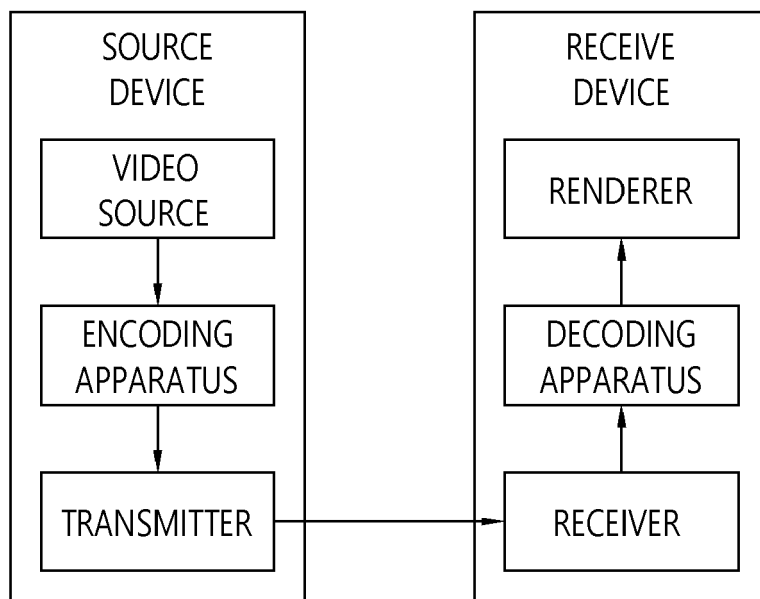 SOURCE
DEVICE
VIDEO
SOURCE
ENCODING
APPARATUS
TRANSMITTER
RECEIVE
DEVICE
RENDERER
DECODING
APPARATUS
RECEIVER